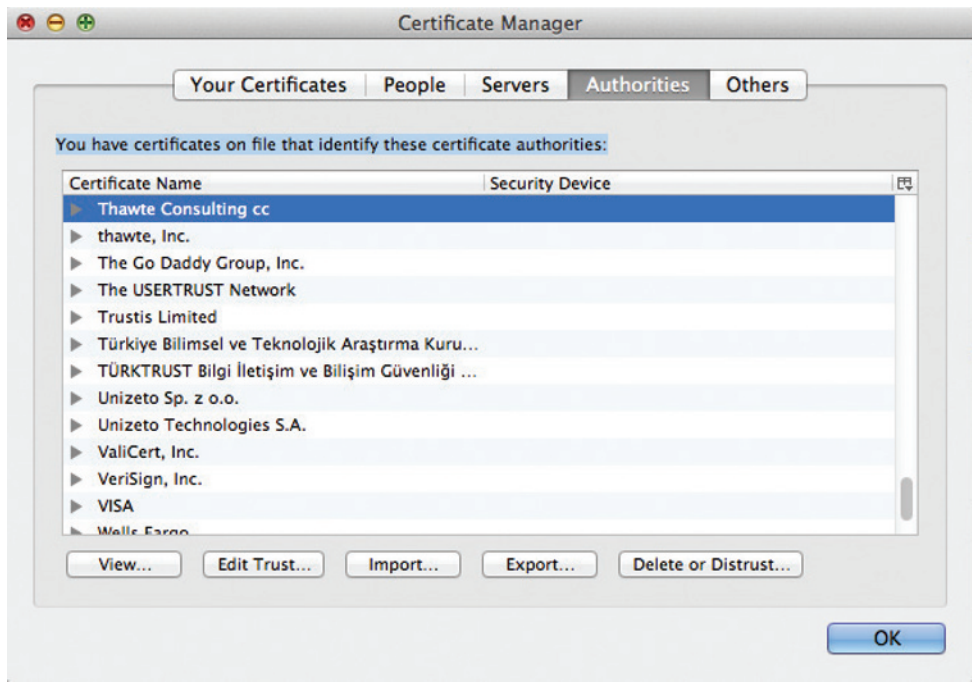 Certificate Manager
Your Certificates People Servers Authorities Others
You have certificates on file that identify these certificate authorities:
Certificate Name Security Device
Thawte Consulting cc
thawte, Inc.
The Go Daddy Group, Inc.
The USERTRUST Network
Trustis Limited
Türkiye Bilimsel ve Teknolojik Araştırma Kuru...
TÜRKTRUST Bilgi İletişim ve Bilişim Güvenliği ...
Unizeto Sp. z o.o.
Unizeto Technologies S.A.
ValiCert, Inc.
VeriSign, Inc.
VISA
Wells Fargo
View... Edit Trust... Import... Export... Delete or Distrust...
OK